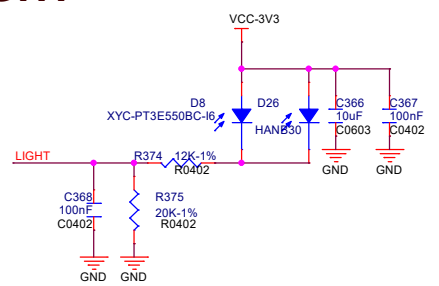 VCC-3V3
D8
XYC-PT3E550BC-I6
D26
HANB30
C366
10uF
C0603
C367
100nF
C0402
GND
GND
LIGHT
R374
12K-1%
R0402
C368
100nF
C0402
R375
20K-1%
R0402
GND
GND